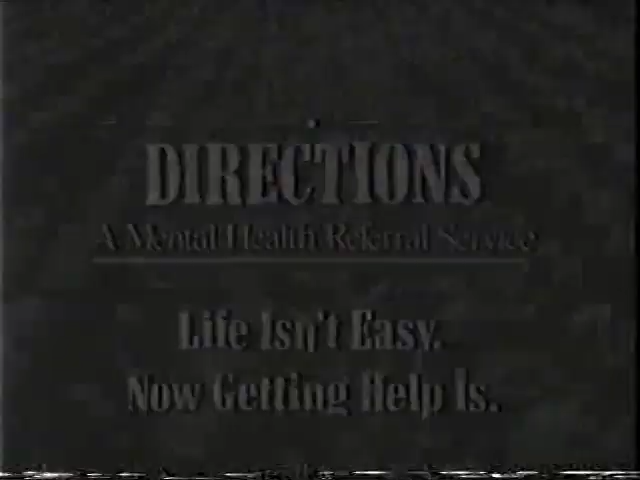 DIRECTIONS
A Mental Health Referral Service
Life Isn't Easy.
Now Getting Help Is.